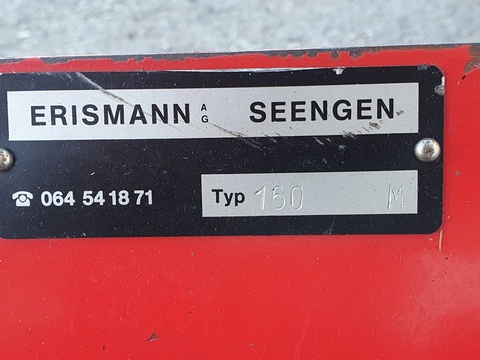 ERISMANN AG SEENGEN
☎ 064 54 18 71
Typ 160 M